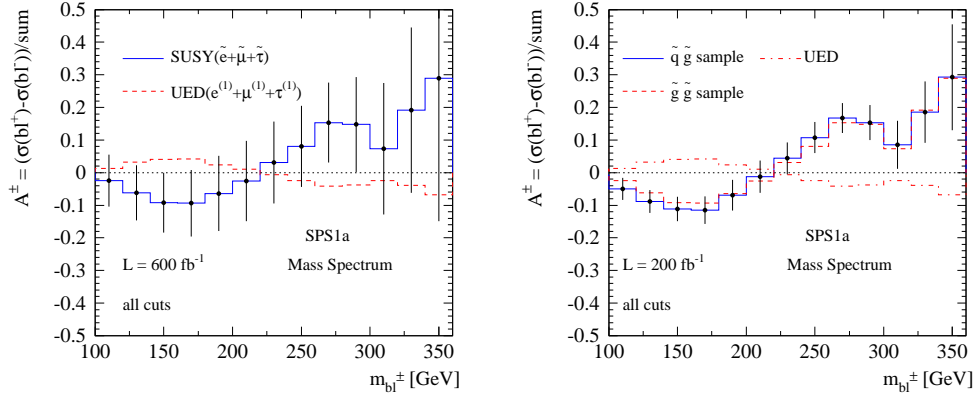 A± = (σ(bl⁺)-σ(bl⁻))/sum
0.5
0.4
0.3
0.2
0.1
0
-0.1
-0.2
-0.3
-0.4
-0.5
SUSY(ẽ+μ̃+τ̃)
UED(e⁽¹⁾+μ⁽¹⁾+τ⁽¹⁾)
SPS1a
L = 600 fb⁻¹ Mass Spectrum
all cuts
100 150 200 250 300 350
m_bl± [GeV]
A± = (σ(bl⁺)-σ(bl⁻))/sum
0.5
0.4
0.3
0.2
0.1
0
-0.1
-0.2
-0.3
-0.4
-0.5
q̃ g̃ sample UED
g̃ g̃ sample
SPS1a
L = 200 fb⁻¹ Mass Spectrum
all cuts
100 150 200 250 300 350
m_bl± [GeV]